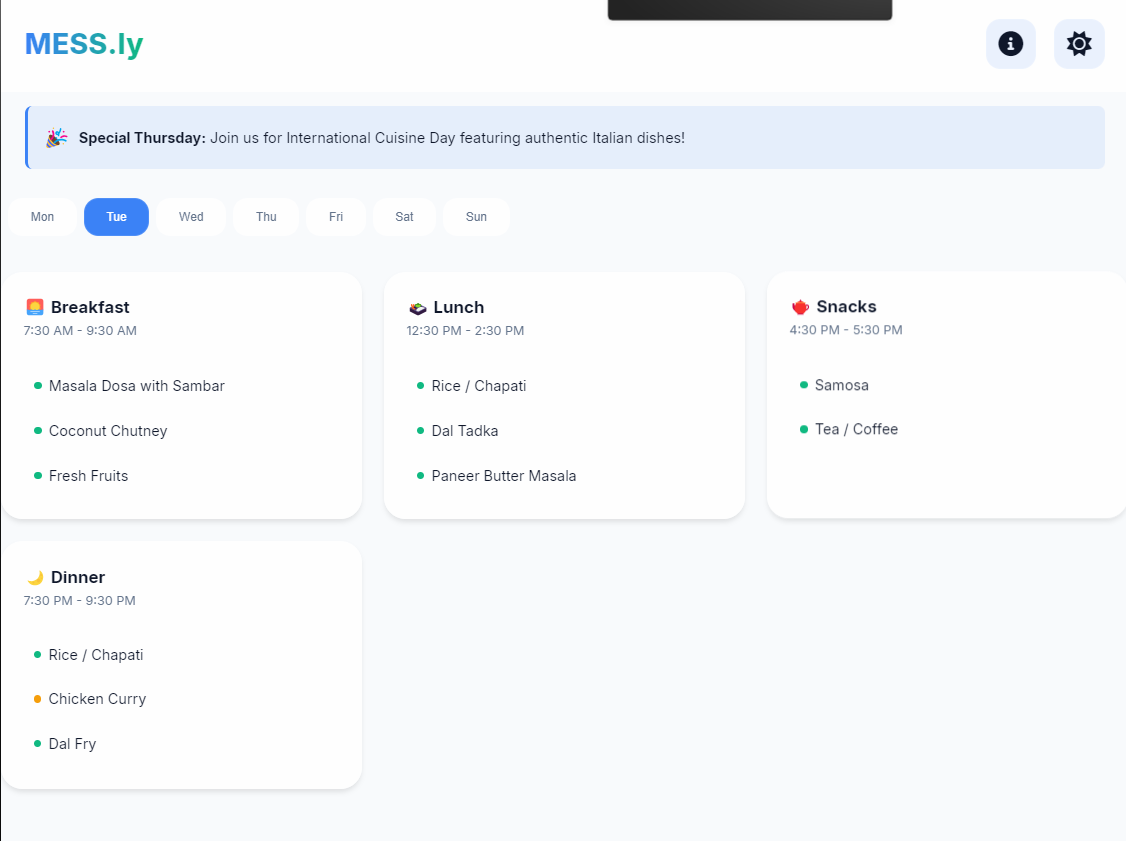 MESS.ly
Special Thursday: Join us for International Cuisine Day featuring authentic Italian dishes!
Mon
Tue
Wed
Thu
Fri
Sat
Sun
Breakfast
7:30 AM - 9:30 AM
Masala Dosa with Sambar
Coconut Chutney
Fresh Fruits
Lunch
12:30 PM - 2:30 PM
Rice / Chapati
Dal Tadka
Paneer Butter Masala
Snacks
4:30 PM - 5:30 PM
Samosa
Tea / Coffee
Dinner
7:30 PM - 9:30 PM
Rice / Chapati
Chicken Curry
Dal Fry